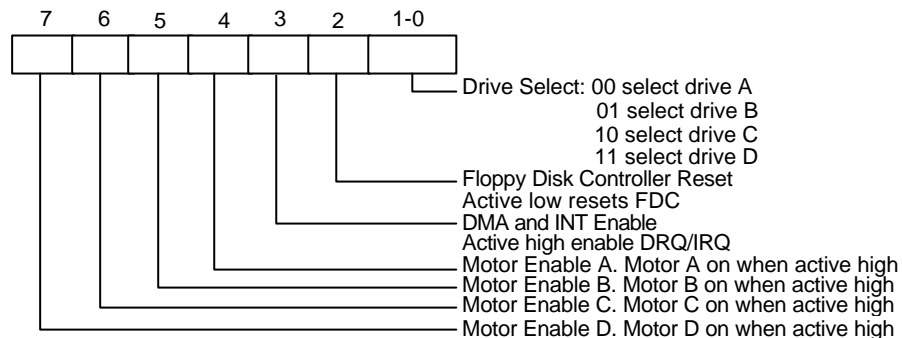 7 6 5 4 3 2 1-0
Drive Select: 00 select drive A
01 select drive B
10 select drive C
11 select drive D
Floppy Disk Controller Reset
Active low resets FDC
DMA and INT Enable
Active high enable DRQ/IRQ
Motor Enable A. Motor A on when active high
Motor Enable B. Motor B on when active high
Motor Enable C. Motor C on when active high
Motor Enable D. Motor D on when active high